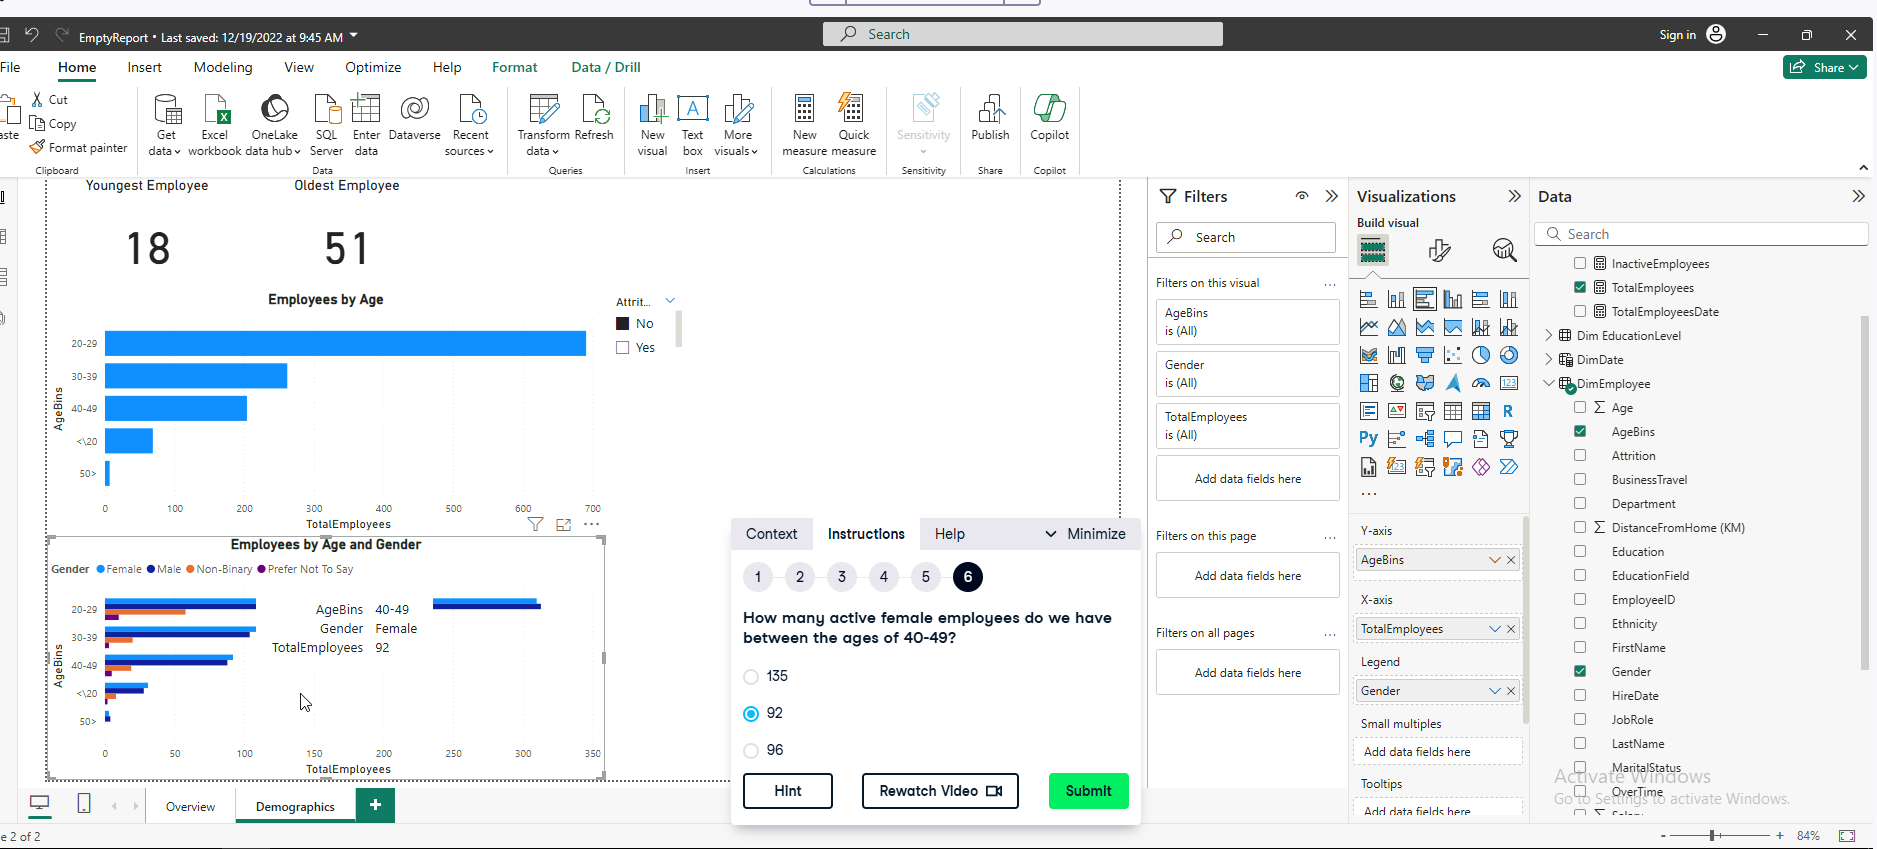 EmptyReport • Last saved: 12/19/2022 at 9:45 AM
Search
Sign in
File
Home
Insert
Modeling
View
Optimize
Help
Format
Data / Drill
Share
Cut
Copy
Format painter
Clipboard
Get data
Excel workbook
OneLake data hub
SQL Server
Enter data
Dataverse
Recent sources
Data
Transform data
Refresh
Queries
New visual
Text box
More visuals
Insert
New measure
Quick measure
Calculations
Sensitivity
Sensitivity
Publish
Share
Copilot
Copilot
Youngest Employee
Oldest Employee
18
51
Employees by Age
AgeBins
20-29
30-39
40-49
<\20
50>
0 100 200 300 400 500 600 700
TotalEmployees
Attrit...
No
Yes
Employees by Age and Gender
Gender Female Male Non-Binary Prefer Not To Say
AgeBins
20-29
30-39
40-49
<\20
50>
AgeBins 40-49
Gender Female
TotalEmployees 92
0 50 100 150 200 250 300 350
TotalEmployees
Overview
Demographics
+
Context
Instructions
Help
Minimize
1 2 3 4 5 6
How many active female employees do we have
between the ages of 40-49?
135
92
96
Hint
Rewatch Video
Submit
Filters
Search
Filters on this visual
...
AgeBins
is (All)
Gender
is (All)
TotalEmployees
is (All)
Add data fields here
Filters on this page
...
Add data fields here
Filters on all pages
...
Add data fields here
Visualizations
Build visual
123
R
Py
123
...
Y-axis
AgeBins
X-axis
TotalEmployees
Legend
Gender
Small multiples
Add data fields here
Tooltips
Add data fields here
Data
Search
InactiveEmployees
TotalEmployees
TotalEmployeesDate
Dim EducationLevel
DimDate
DimEmployee
Age
AgeBins
Attrition
BusinessTravel
Department
DistanceFromHome (KM)
Education
EducationField
EmployeeID
Ethnicity
FirstName
Gender
HireDate
JobRole
LastName
MaritalStatus
OverTime
Salary
Activate Windows
Go to Settings to activate Windows.
e 2 of 2
- + 84%